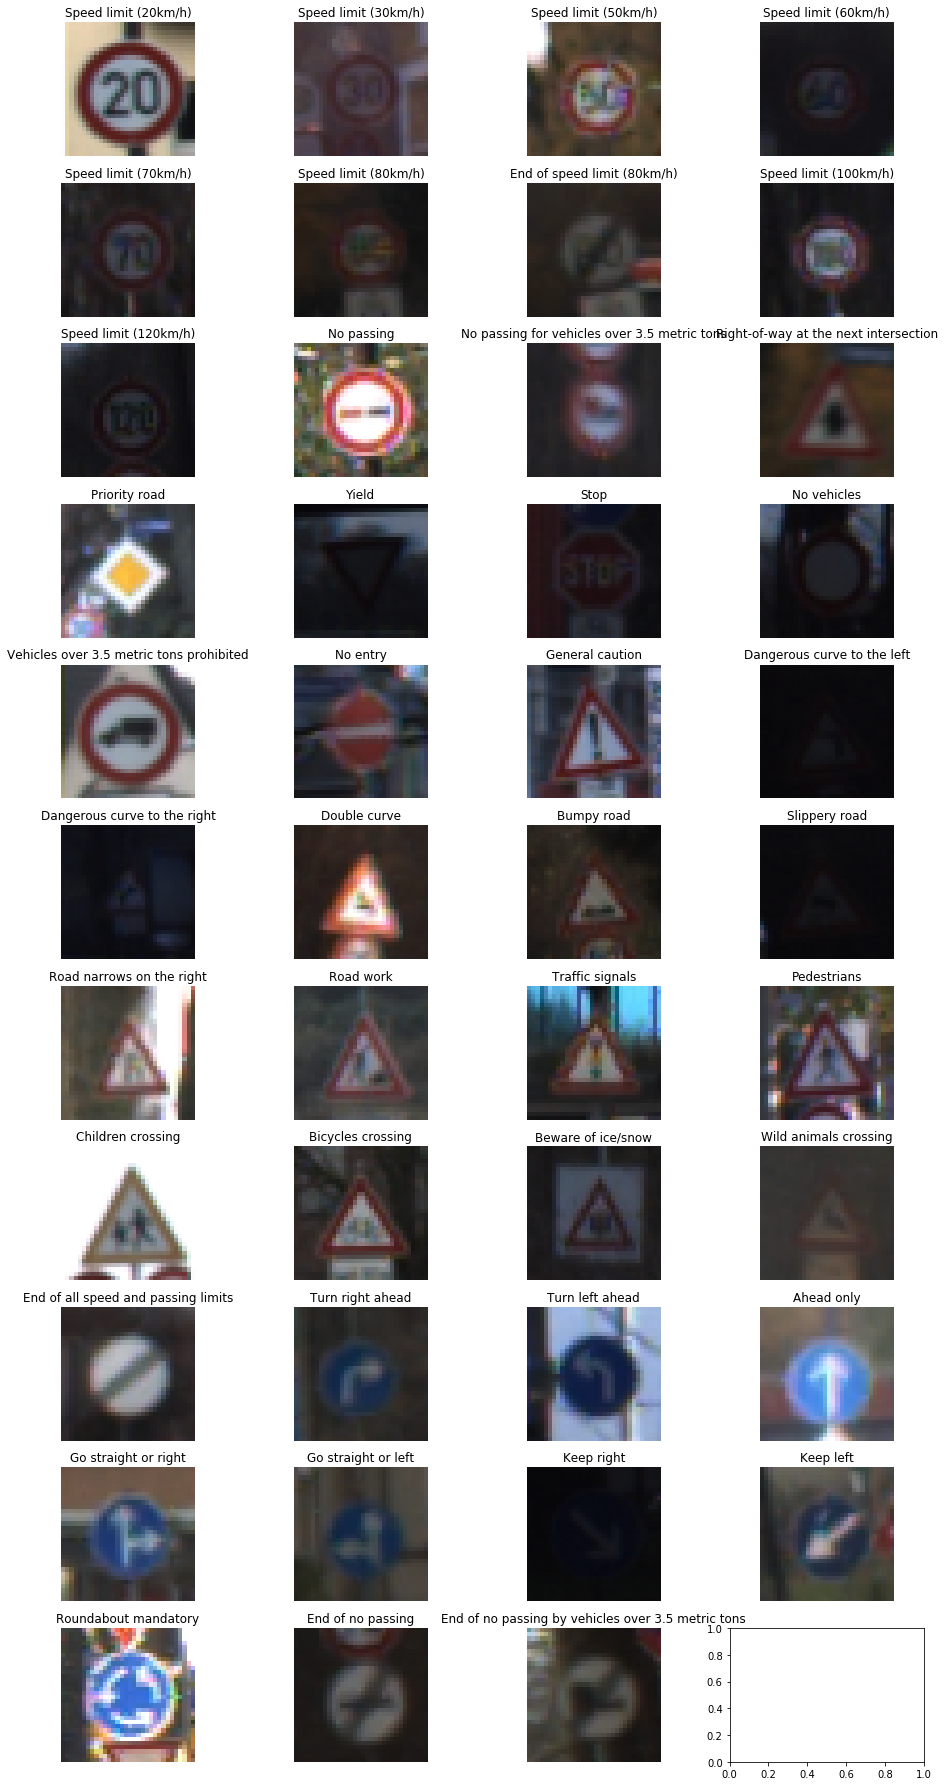 Speed limit (20km/h)
Speed limit (30km/h)
Speed limit (50km/h)
Speed limit (60km/h)
20
30
60
Speed limit (70km/h)
Speed limit (80km/h)
End of speed limit (80km/h)
Speed limit (100km/h)
70
Speed limit (120km/h)
No passing
No passing for vehicles over 3.5 metric tons
Right-of-way at the next intersection
120
Priority road
Yield
Stop
No vehicles
STOP
Vehicles over 3.5 metric tons prohibited
No entry
General caution
Dangerous curve to the left
Dangerous curve to the right
Double curve
Bumpy road
Slippery road
Road narrows on the right
Road work
Traffic signals
Pedestrians
Children crossing
Bicycles crossing
Beware of ice/snow
Wild animals crossing
End of all speed and passing limits
Turn right ahead
Turn left ahead
Ahead only
Go straight or right
Go straight or left
Keep right
Keep left
Roundabout mandatory
End of no passing
End of no passing by vehicles over 3.5 metric tons
1.0
0.8
0.6
0.4
0.2
0.0
0.0 0.2 0.4 0.6 0.8 1.0